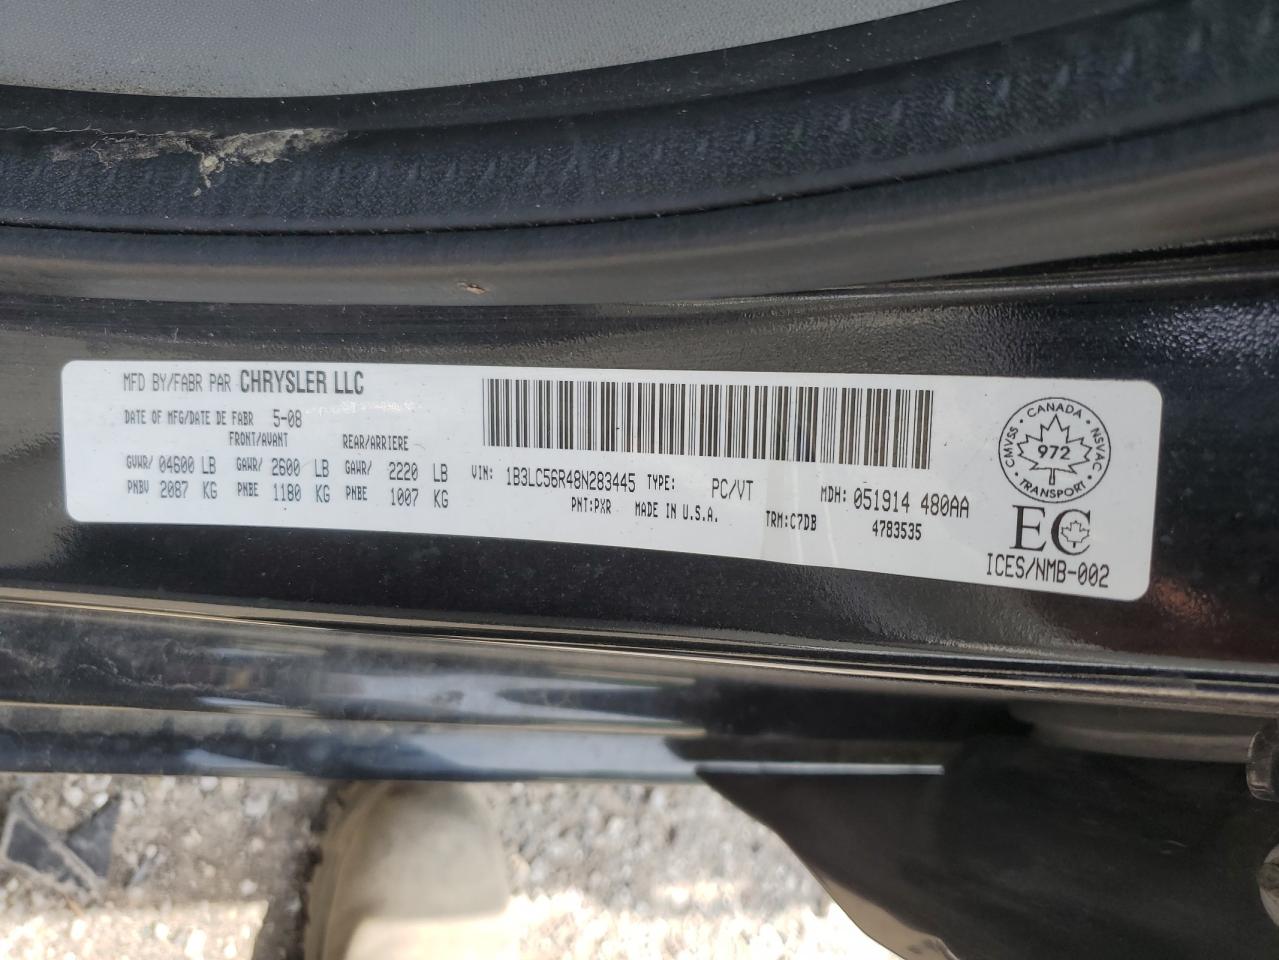 MFD BY/FABR PAR CHRYSLER LLC
DATE OF MFG/DATE DE FABR 5-08
FRONT/AVANT REAR/ARRIERE
GVWR/ 04600 LB GAWR/ 2600 LB GAWR/ 2220 LB
PNBV 2087 KG PNBE 1180 KG PNBE 1007 KG
VIN: 1B3LC56R48N283445 TYPE: PC/VT MDH: 051914 480AA
PNT:PXR MADE IN U.S.A. TRM:C7DB 4783535
CANADA
CMVSS NSVAC
972
TRANSPORT
EC
ICES/NMB-002